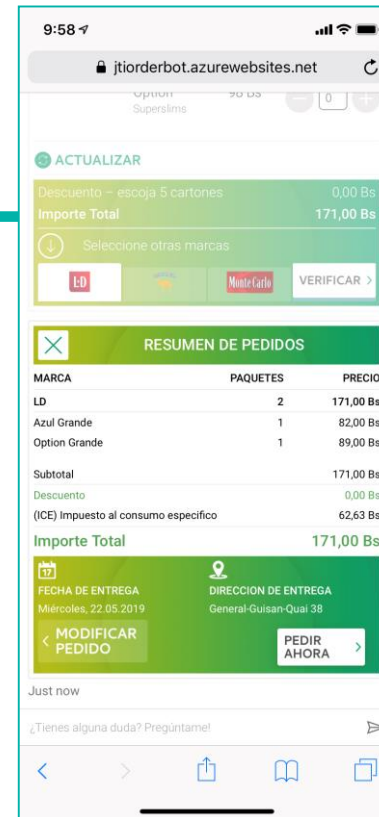 9:58
jtiorderbot.azurewebsites.net
Option 98 Bs 0
Superslims
ACTUALIZAR
Descuento – escoja 5 cartones 0,00 Bs
Importe Total 171,00 Bs
Seleccione otras marcas
L&D Monte Carlo VERIFICAR >
RESUMEN DE PEDIDOS
MARCA PAQUETES PRECIO
LD 2 171,00 Bs
Azul Grande 1 82,00 Bs
Option Grande 1 89,00 Bs
Subtotal 171,00 Bs
Descuento 0,00 Bs
(ICE) Impuesto al consumo especifico 62,63 Bs
Importe Total 171,00 Bs
17
FECHA DE ENTREGA DIRECCION DE ENTREGA
Miércoles, 22.05.2019 General-Guisan-Quai 38
< MODIFICAR PEDIR
PEDIDO AHORA >
Just now
¿Tienes alguna duda? Pregúntame!